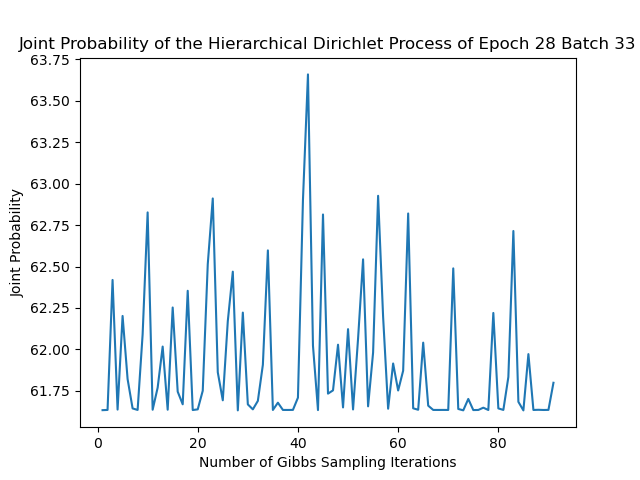 Joint Probability of the Hierarchical Dirichlet Process of Epoch 28 Batch 33
63.75
63.50
63.25
63.00
62.75
62.50
62.25
62.00
61.75
Joint Probability
0 20 40 60 80
Number of Gibbs Sampling Iterations